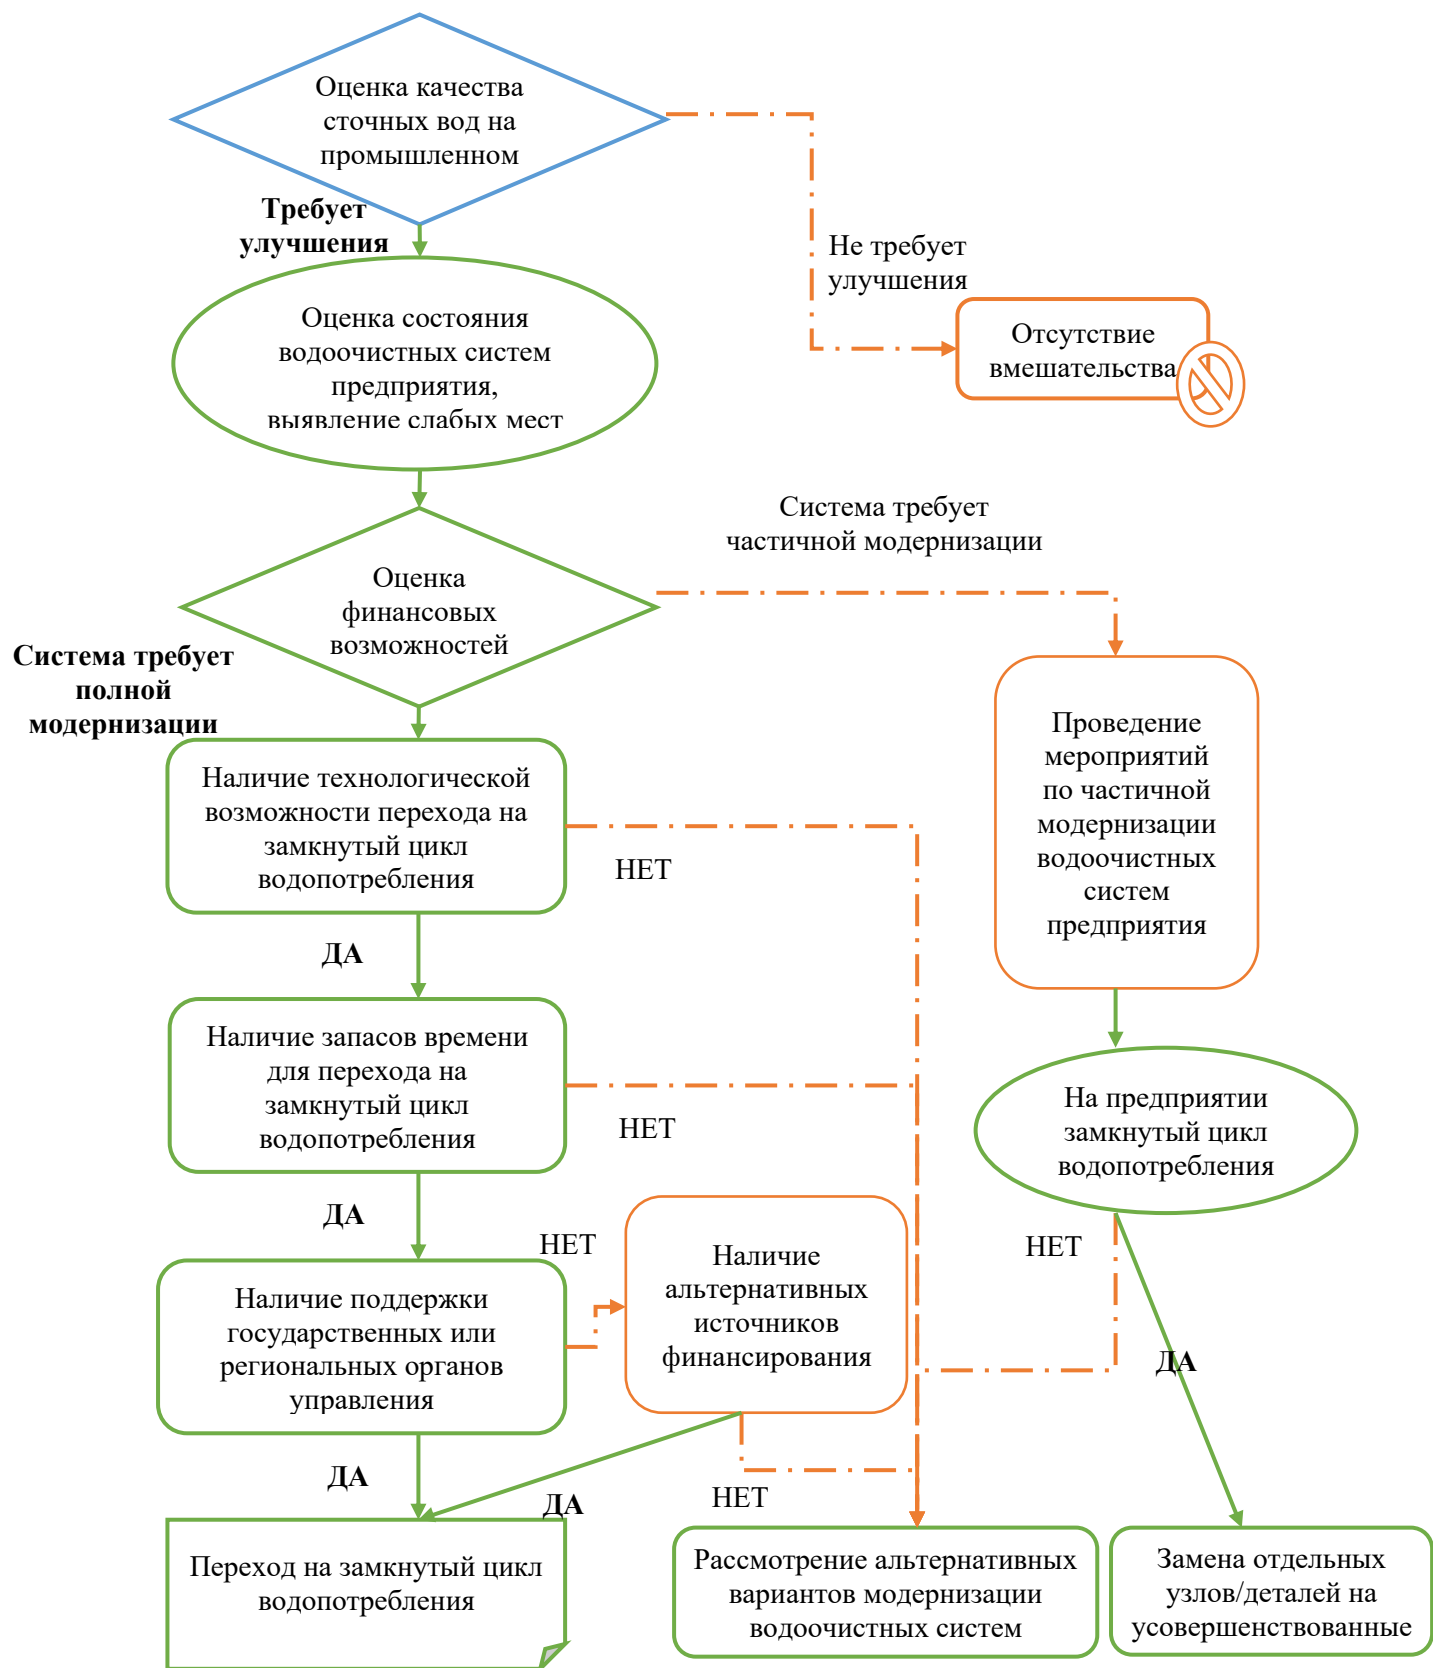 Оценка качества
сточных вод на
промышленном
Требует
улучшения
Не требует
улучшения
Отсутствие
вмешательства
Оценка состояния
водоочистных систем
предприятия,
выявление слабых мест
Система требует
частичной модернизации
Оценка
финансовых
возможностей
Система требует
полной
модернизации
Проведение
мероприятий
по частичной
модернизации
водоочистных
систем
предприятия
Наличие технологической
возможности перехода на
замкнутый цикл
водопотребления
НЕТ
ДА
Наличие запасов времени
для перехода на
замкнутый цикл
водопотребления
НЕТ
На предприятии
замкнутый цикл
водопотребления
ДА
НЕТ
НЕТ
Наличие
альтернативных
источников
финансирования
Наличие поддержки
государственных или
региональных органов
управления
ДА
ДА
ДА
НЕТ
Переход на замкнутый цикл
водопотребления
Рассмотрение альтернативных
вариантов модернизации
водоочистных систем
Замена отдельных
узлов/деталей на
усовершенствованные